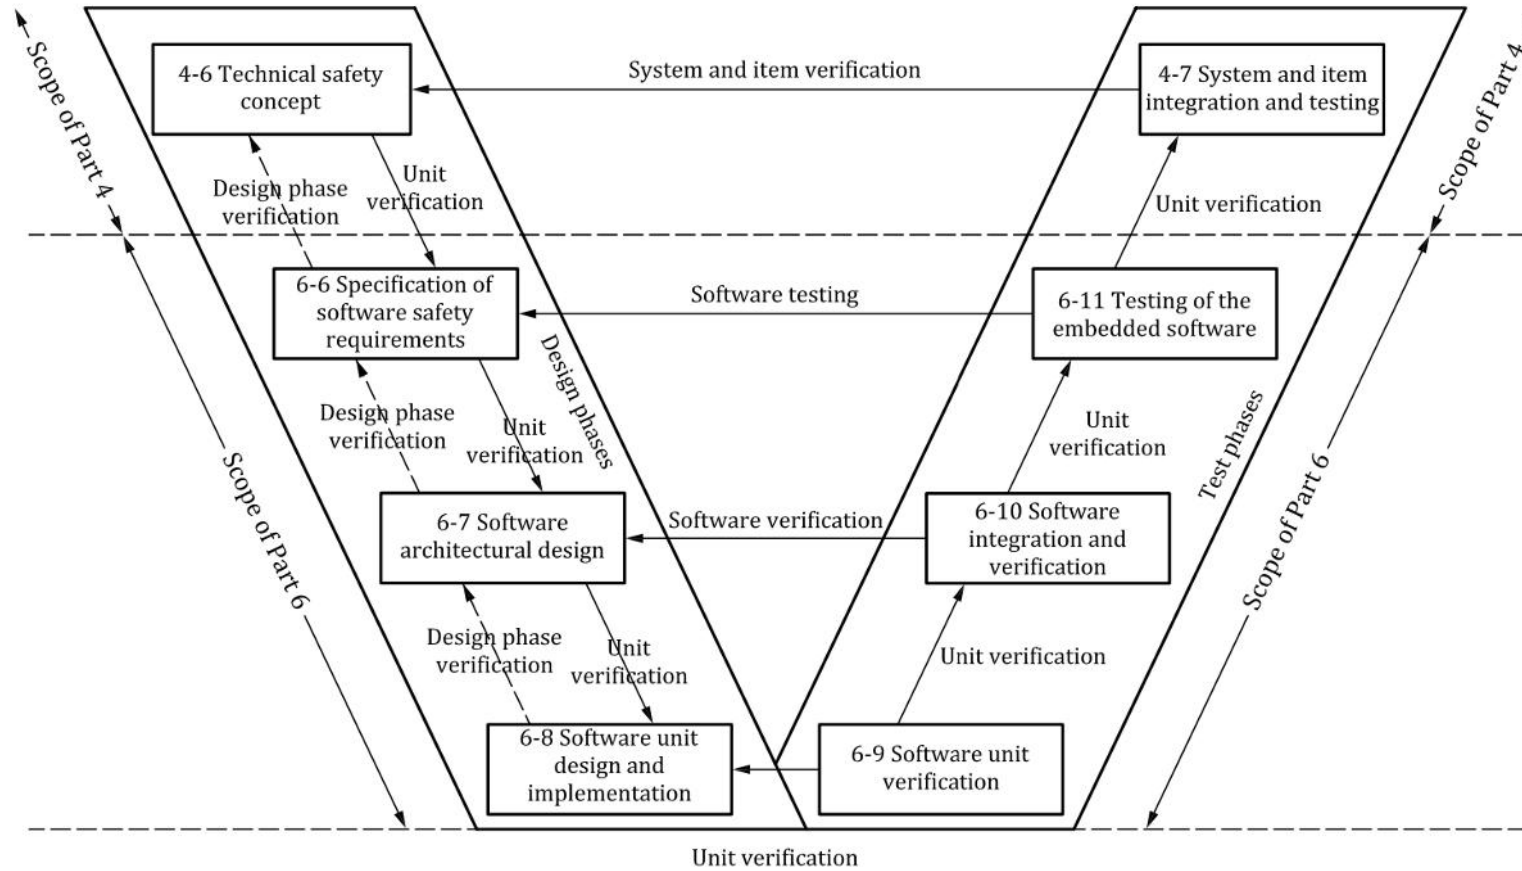 Scope of Part 4
4-6 Technical safety
concept
System and item verification
4-7 System and item
integration and testing
Scope of Part 4
Design phase
verification
Unit
verification
Unit verification
6-6 Specification of
software safety
requirements
Software testing
6-11 Testing of the
embedded software
Design phases
Design phase
verification
Unit
verification
Unit
verification
Test phases
Scope of Part 6
Scope of Part 6
6-7 Software
architectural design
Software verification
6-10 Software
integration and
verification
Design phase
verification
Unit
verification
Unit verification
6-8 Software unit
design and
implementation
6-9 Software unit
verification
Unit verification